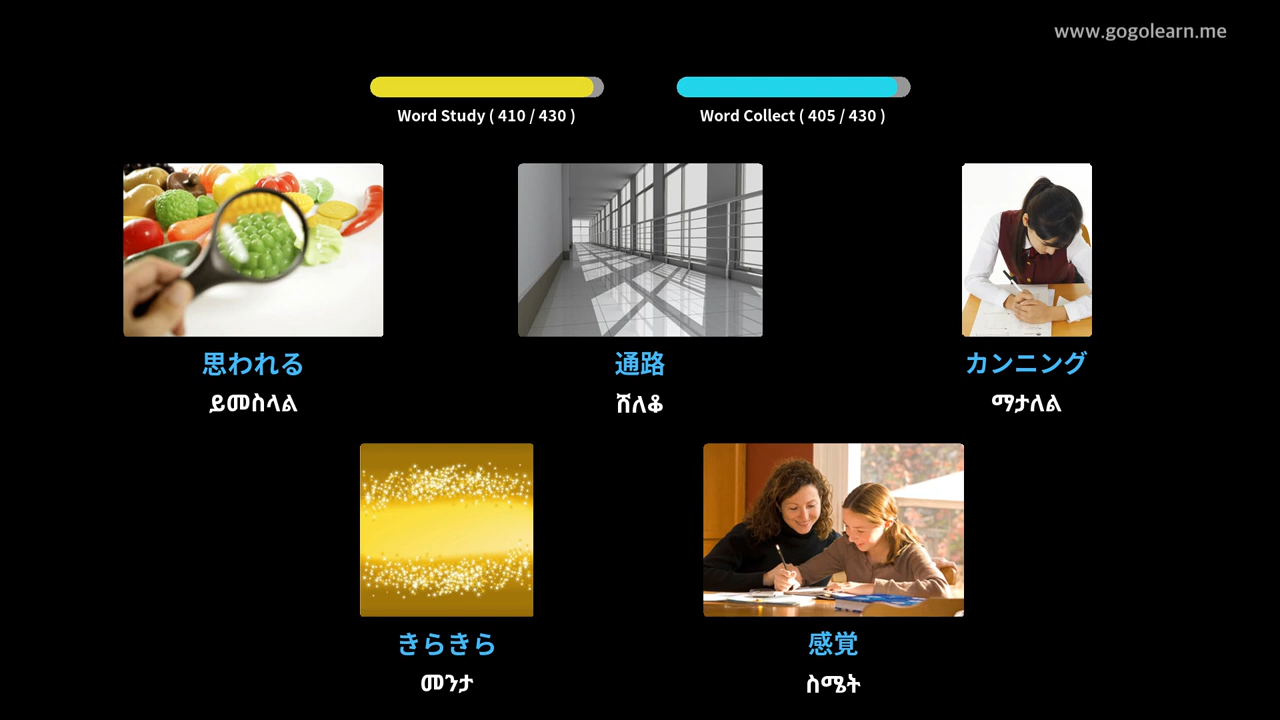 www.gogolearn.me
Word Study ( 410 / 430 )
Word Collect ( 405 / 430 )
思われる
ይመስላል
通路
ሸለቆ
カンニング
ማታለል
きらきら
መንታ
感覚
ስሜት